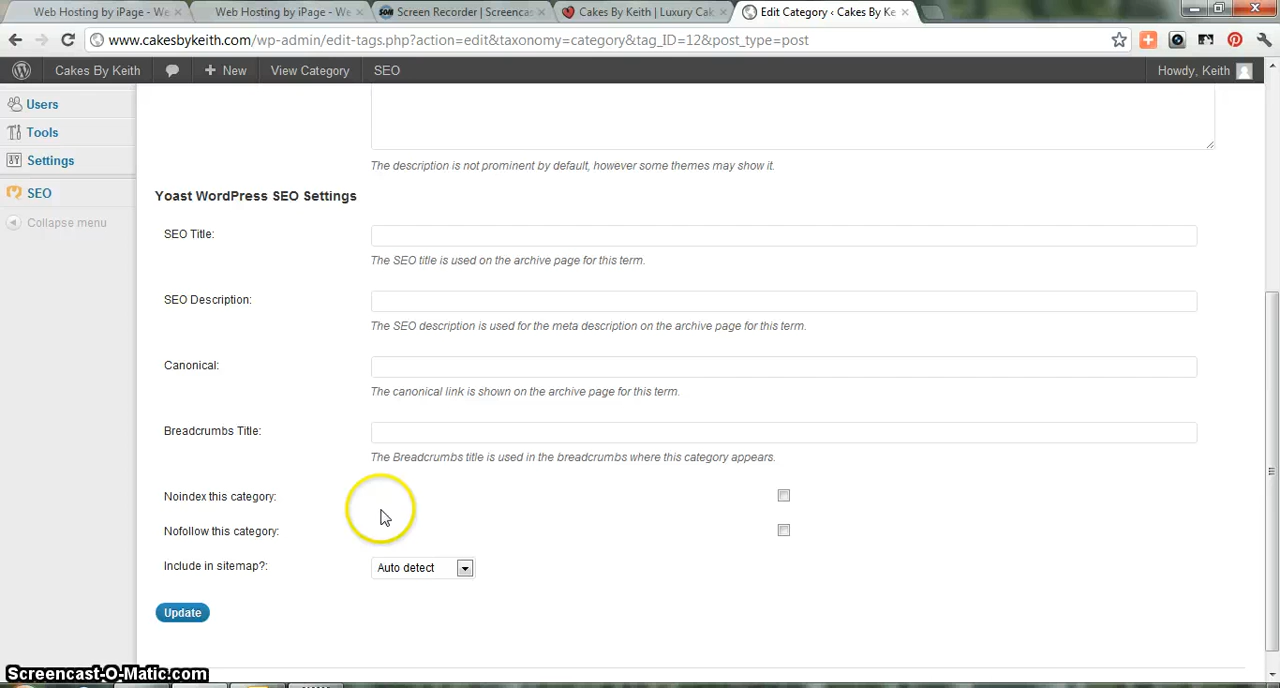 Web Hosting by iPage - We
Web Hosting by iPage - We
SOM Screen Recorder | Screencas
Cakes By Keith | Luxury Cak
Edit Category ‹ Cakes By Ke
www.cakesbykeith.com/wp-admin/edit-tags.php?action=edit&taxonomy=category&tag_ID=12&post_type=post
Cakes By Keith
+ New
View Category
SEO
Howdy, Keith
Users
Tools
Settings
SEO
Collapse menu
The description is not prominent by default, however some themes may show it.
Yoast WordPress SEO Settings
SEO Title:
The SEO title is used on the archive page for this term.
SEO Description:
The SEO description is used for the meta description on the archive page for this term.
Canonical:
The canonical link is shown on the archive page for this term.
Breadcrumbs Title:
The Breadcrumbs title is used in the breadcrumbs where this category appears.
Noindex this category:
Nofollow this category:
Include in sitemap?: Auto detect
Update
Screencast-O-Matic.com